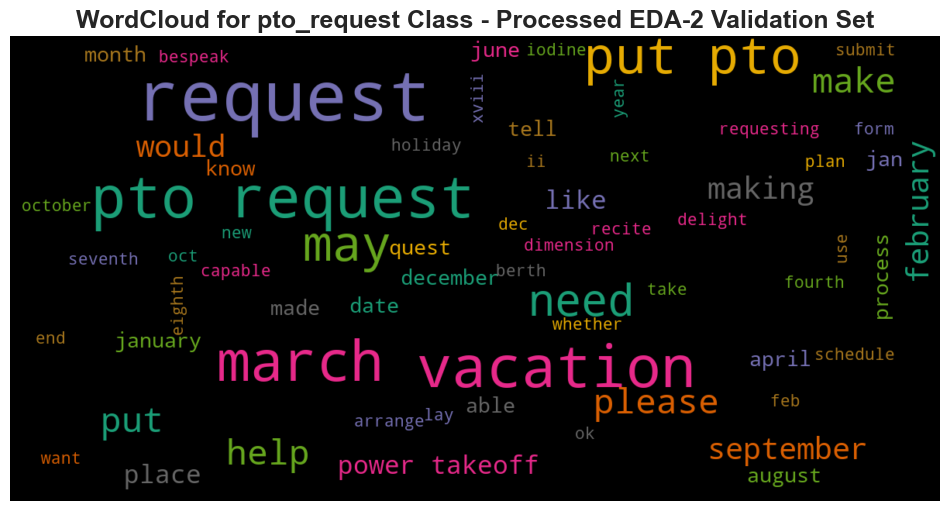 WordCloud for pto_request Class - Processed EDA-2 Validation Set
month
bespeak
june
iodine
put pto
submit
request
xviii
year
make
would
tell
requesting
form
know
holiday
ii
next
plan
jan
february
pto request
like
making
october
new
may
quest
dec
recite
delight
dimension
seventh
oct
capable
december
berth
use
process
eighth
made
date
need
take
fourth
whether
end
january
march
vacation
april
schedule
put
arrange
lay
able
please
feb
ok
want
help
place
power takeoff
september
august